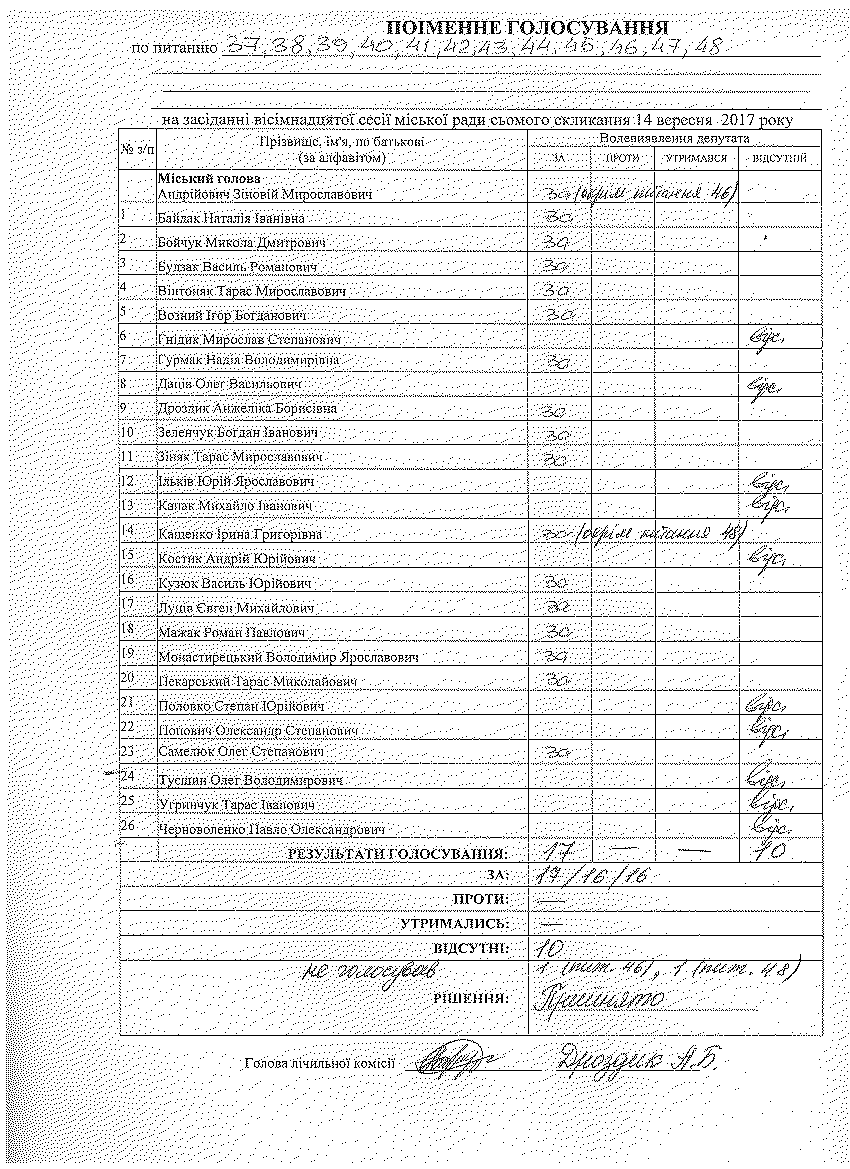 ПОІМЕННЕ ГОЛОСУВАННЯ
по питанню 37, 38, 39, 40, 41, 42, 43, 44, 45, 46, 47, 48
на засіданні вісімнадцятої сесії міської ради сьомого скликання 14 вересня 2017 року
№ з/п Прізвище, ім'я, по батькові (за алфавітом) Волевиявлення депутата
ЗА ПРОТИ УТРИМАВСЯ ВІДСУТНІЙ
Міський голова
Андрійович Зіновій Мирославович За (окрім питання 46)
1 Байдак Наталія Іванівна За
2 Бойчук Микола Дмитрович За
3 Будзак Василь Романович За
4 Вінтоняк Тарас Мирославович За
5 Возний Ігор Богданович За
6 Гнідик Мирослав Степанович відс.
7 Гурмак Надія Володимирівна За
8 Даців Олег Васильович відс.
9 Дроздик Анжеліка Борисівна За
10 Зеленчук Богдан Іванович За
11 Зіняк Тарас Мирославович За
12 Ільків Юрій Ярославович відс.
13 Капак Михайло Іванович відс.
14 Кащенко Ірина Григорівна За (окрім питання 48)
15 Костик Андрій Юрійович відс.
16 Кузюк Василь Юрійович За
17 Луців Євген Михайлович За
18 Мажак Роман Павлович За
19 Монастирецький Володимир Ярославович За
20 Пекарський Тарас Миколайович За
21 Половко Степан Юрійович відс.
22 Попович Олександр Степанович відс.
23 Самелюк Олег Степанович За
24 Тусшин Олег Володимирович відс.
25 Угринчук Тарас Іванович відс.
26 Черноволенко Павло Олександрович відс.
РЕЗУЛЬТАТИ ГОЛОСУВАННЯ: 17 — — 10
ЗА: 17/16/16
ПРОТИ: —
УТРИМАЛИСЬ: —
ВІДСУТНІ: 10
не голосував 1 (пит. 46), 1 (пит. 48)
РІШЕННЯ: Прийнято
Голова лічильної комісії Дроздик А.Б.